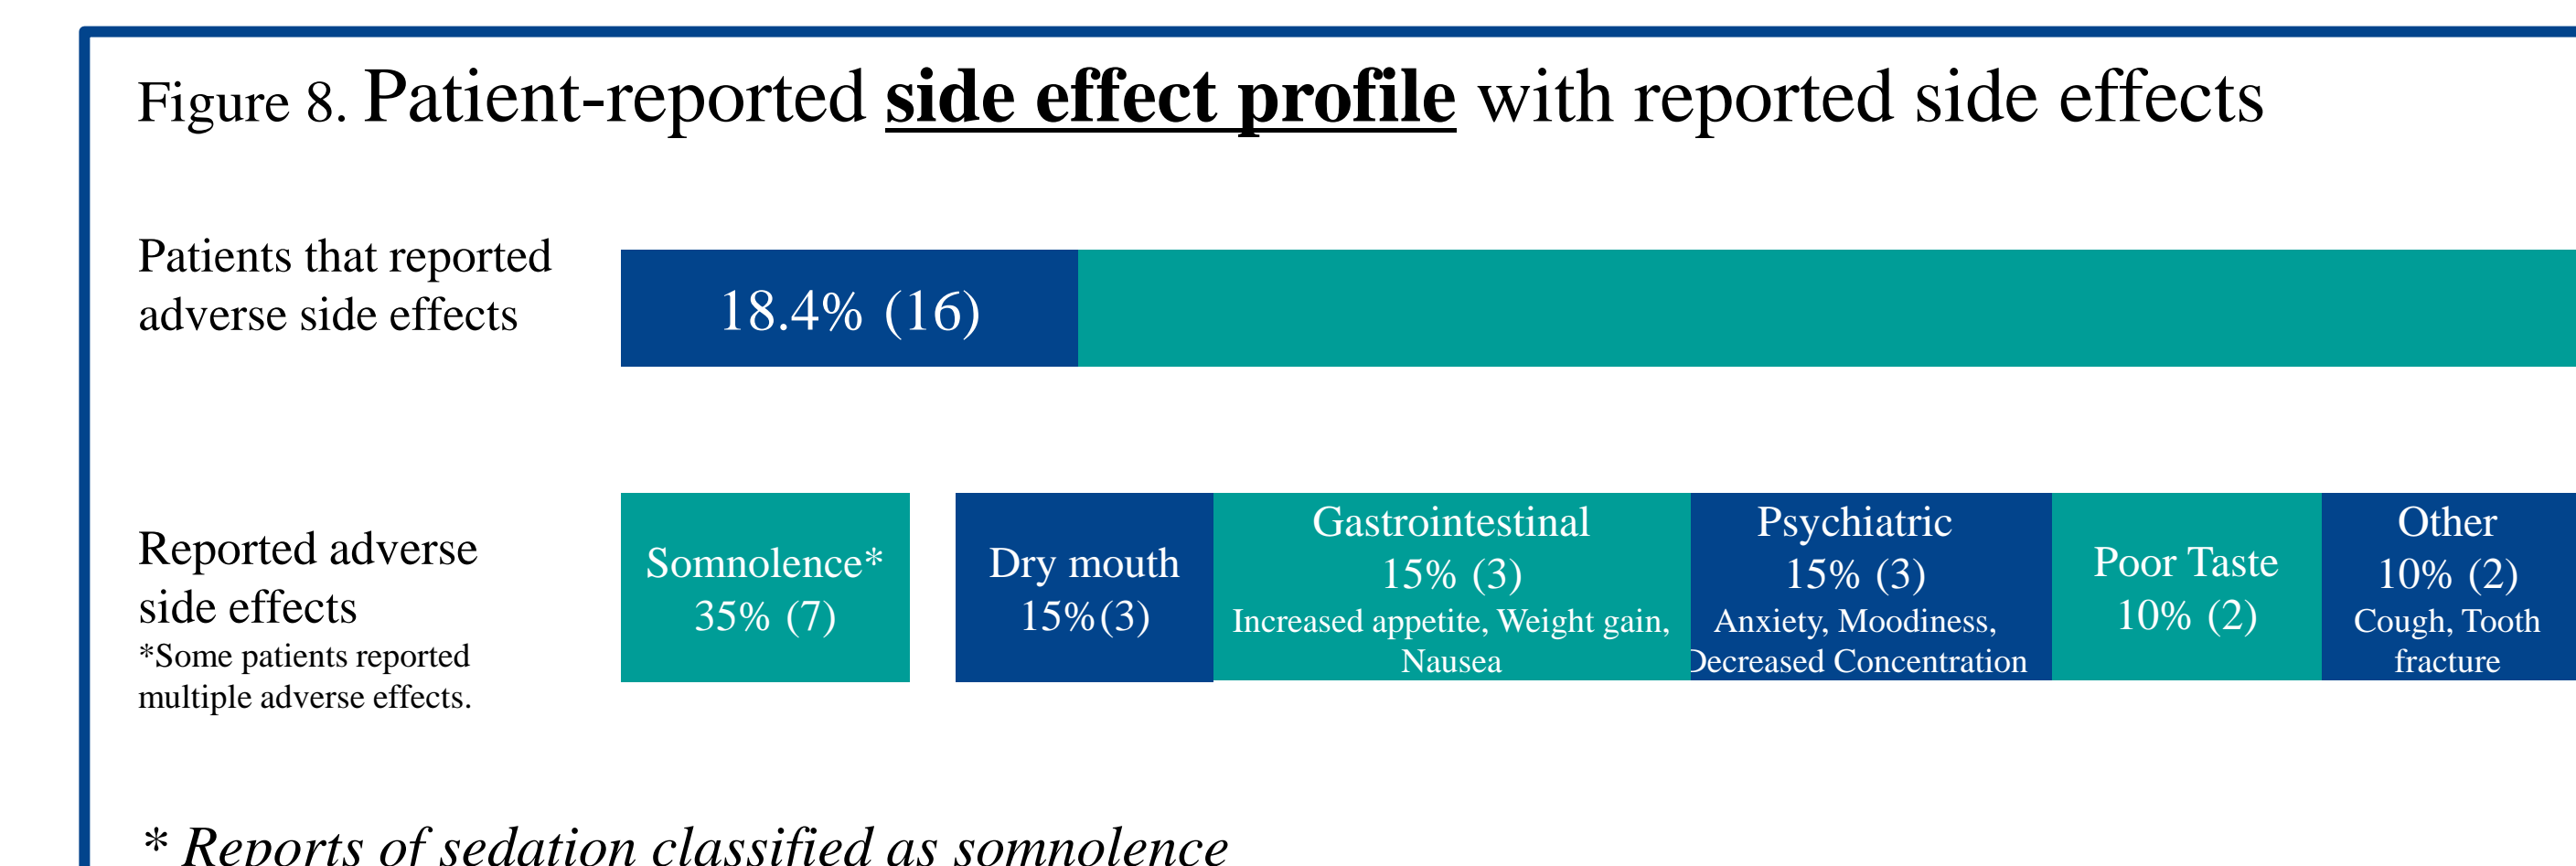 Figure 8. Patient-reported side effect profile with reported side effects
Patients that reported
adverse side effects
18.4% (16)
Reported adverse
side effects
*Some patients reported
multiple adverse effects.
Somnolence*
35% (7)
Dry mouth
15%(3)
Gastrointestinal
15% (3)
Increased appetite, Weight gain,
Nausea
Psychiatric
15% (3)
Anxiety, Moodiness,
Decreased Concentration
Poor Taste
10% (2)
Other
10% (2)
Cough, Tooth
fracture
* Reports of sedation classified as somnolence